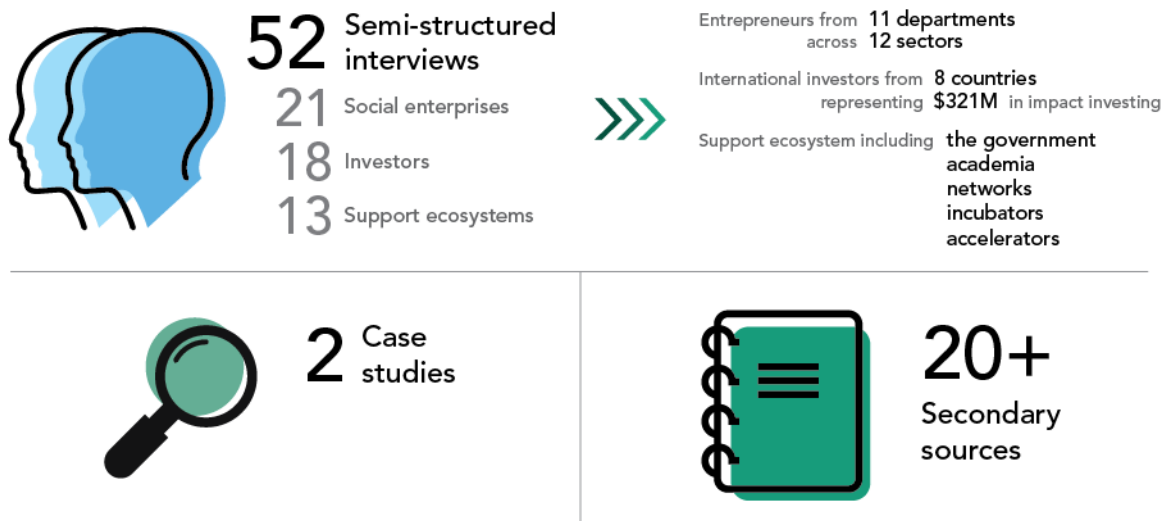 52 Semi-structured
interviews
21 Social enterprises
18 Investors
13 Support ecosystems
Entrepreneurs from 11 departments
across 12 sectors
International investors from 8 countries
representing $321M in impact investing
Support ecosystem including the government
academia
networks
incubators
accelerators
2 Case
studies
20+
Secondary
sources